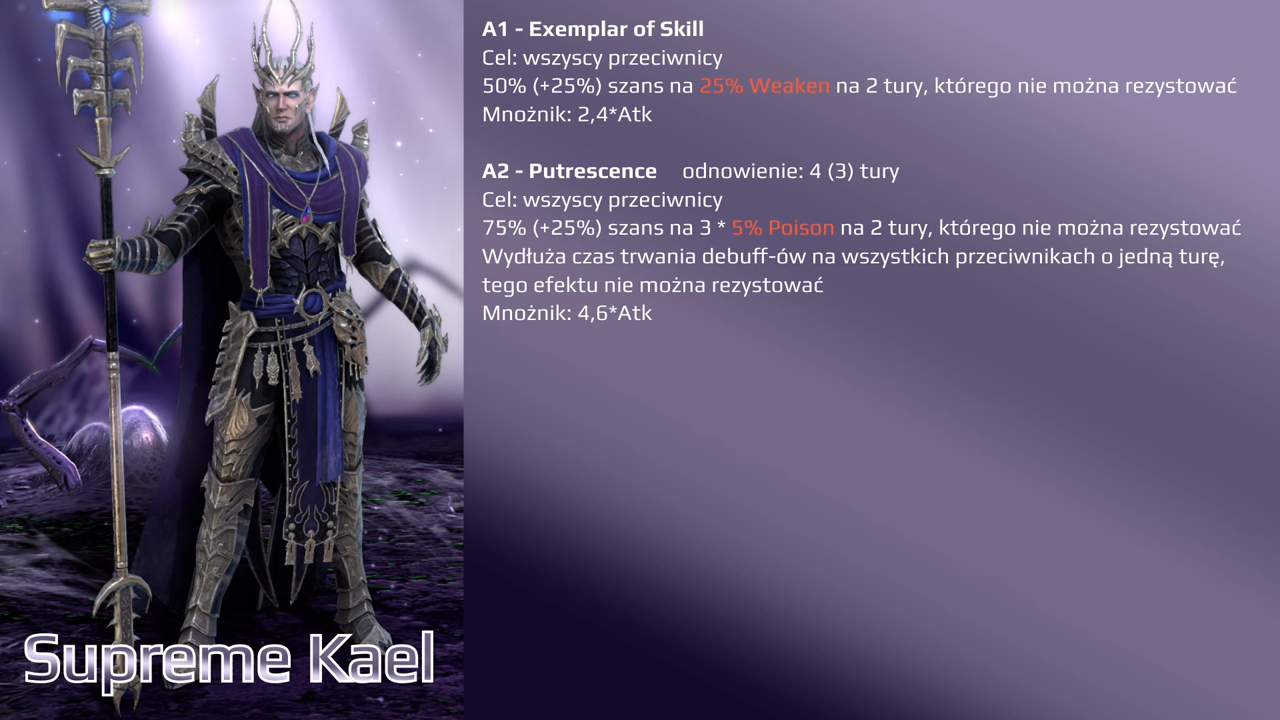 A1 - Exemplar of Skill
Cel: wszyscy przeciwnicy
50% (+25%) szans na 25% Weaken na 2 tury, którego nie można rezystować
Mnożnik: 2,4*Atk
A2 - Putrescence odnowienie: 4 (3) tury
Cel: wszyscy przeciwnicy
75% (+25%) szans na 3 * 5% Poison na 2 tury, którego nie można rezystować
Wydłuża czas trwania debuff-ów na wszystkich przeciwnikach o jedną turę,
tego efektu nie można rezystować
Mnożnik: 4,6*Atk
Supreme Kael